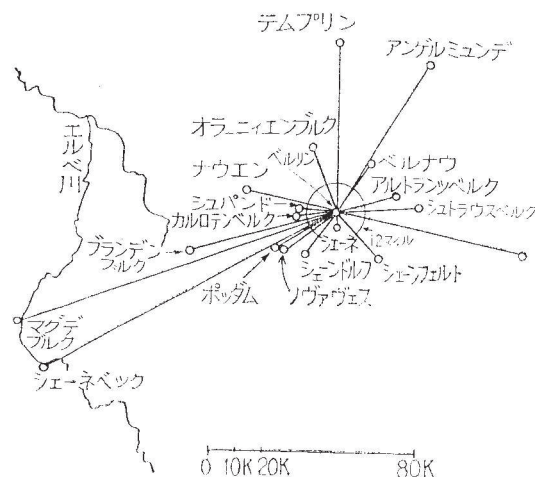 テムプリン
アンゲルミュンデ
エルベ川
オラニィエンブルク
ベルリン
ナウエン
ベルナウ
アルトランツベルク
シュパンドー
シュトラウスベルク
カルロテンベルク
シェーネ
12マイル
ブランデン
ブルク
シェンドルフ
シェーンフェルト
ポツダム
ノヴァヴェス
マグデ
ブルク
シェーネベック
0 10K 20K 80K